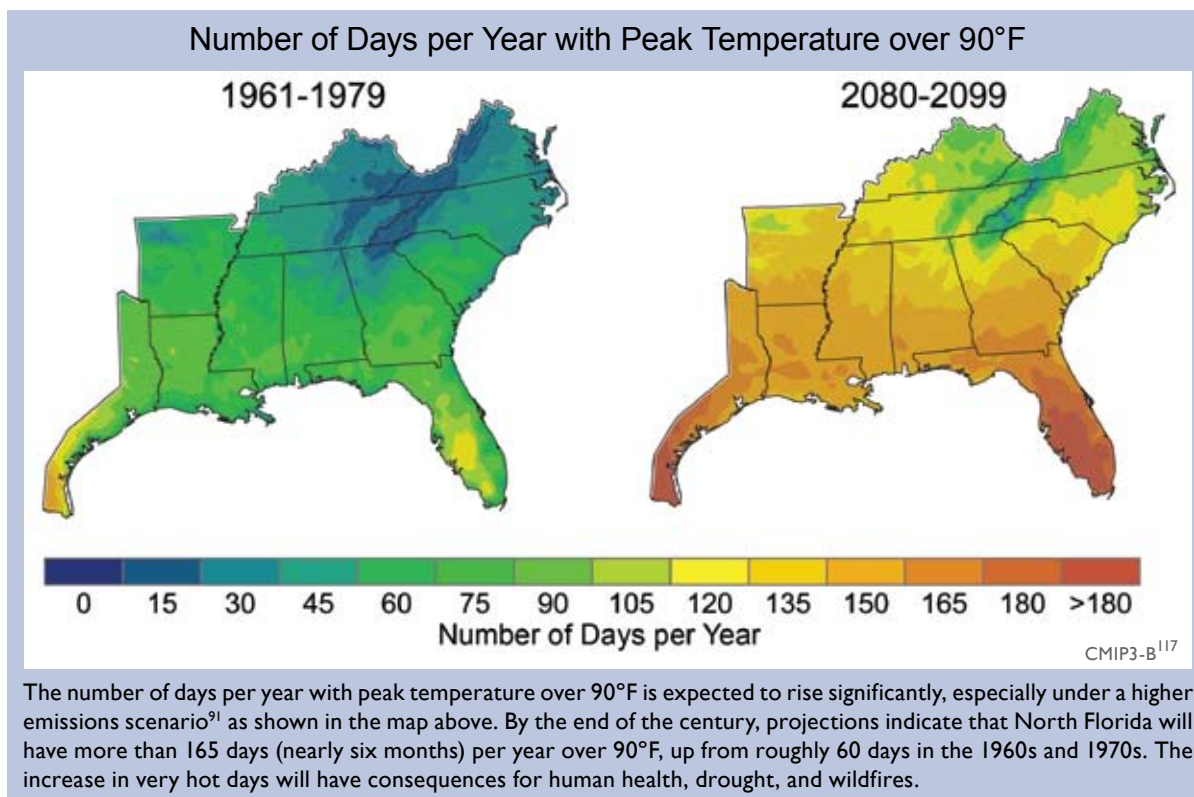 Number of Days per Year with Peak Temperature over 90°F
1961-1979
2080-2099
0 15 30 45 60 75 90 105 120 135 150 165 180 >180
Number of Days per Year
CMIP3-B117
The number of days per year with peak temperature over 90°F is expected to rise significantly, especially under a higher
emissions scenario91 as shown in the map above. By the end of the century, projections indicate that North Florida will
have more than 165 days (nearly six months) per year over 90°F, up from roughly 60 days in the 1960s and 1970s. The
increase in very hot days will have consequences for human health, drought, and wildfires.